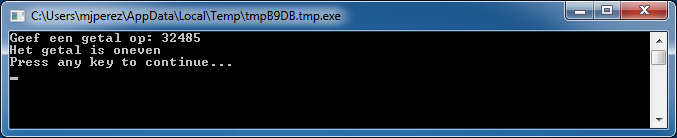 C:\Users\mjperez\AppData\Local\Temp\tmpB9DB.tmp.exe
Geef een getal op: 32485
Het getal is oneven
Press any key to continue...